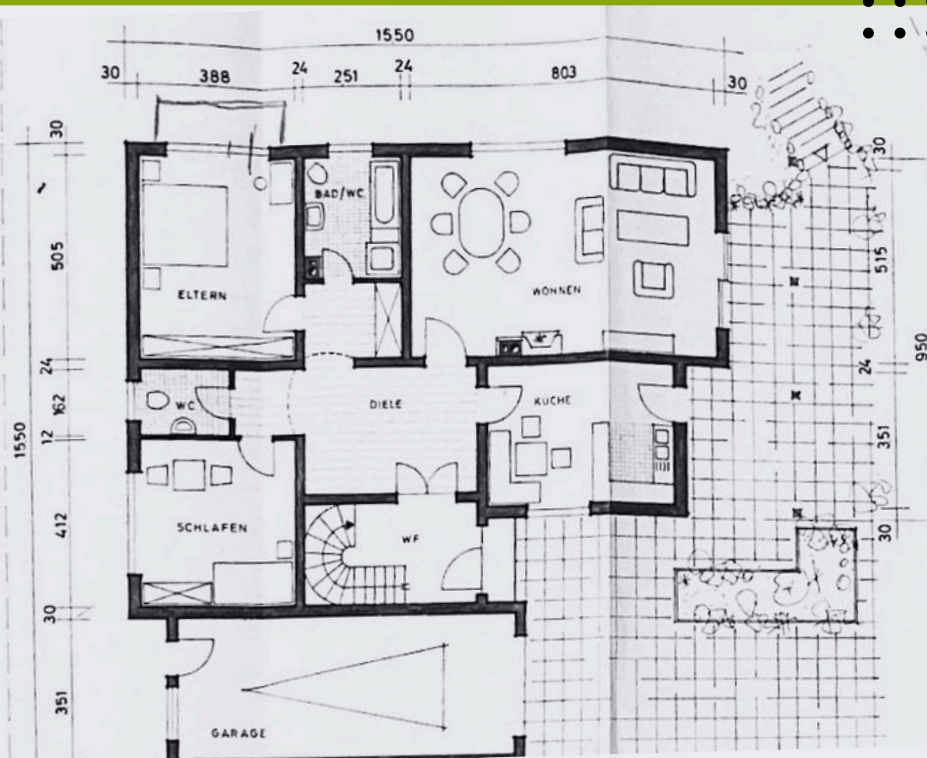 1550
30 388 24 251 24 803 30
30
505
24
162
12
412
30
351
1550
30
515
24
351
30
950
BAD/WC
ELTERN
WOHNEN
WC
DIELE
KÜCHE
SCHLAFEN
WF
GARAGE